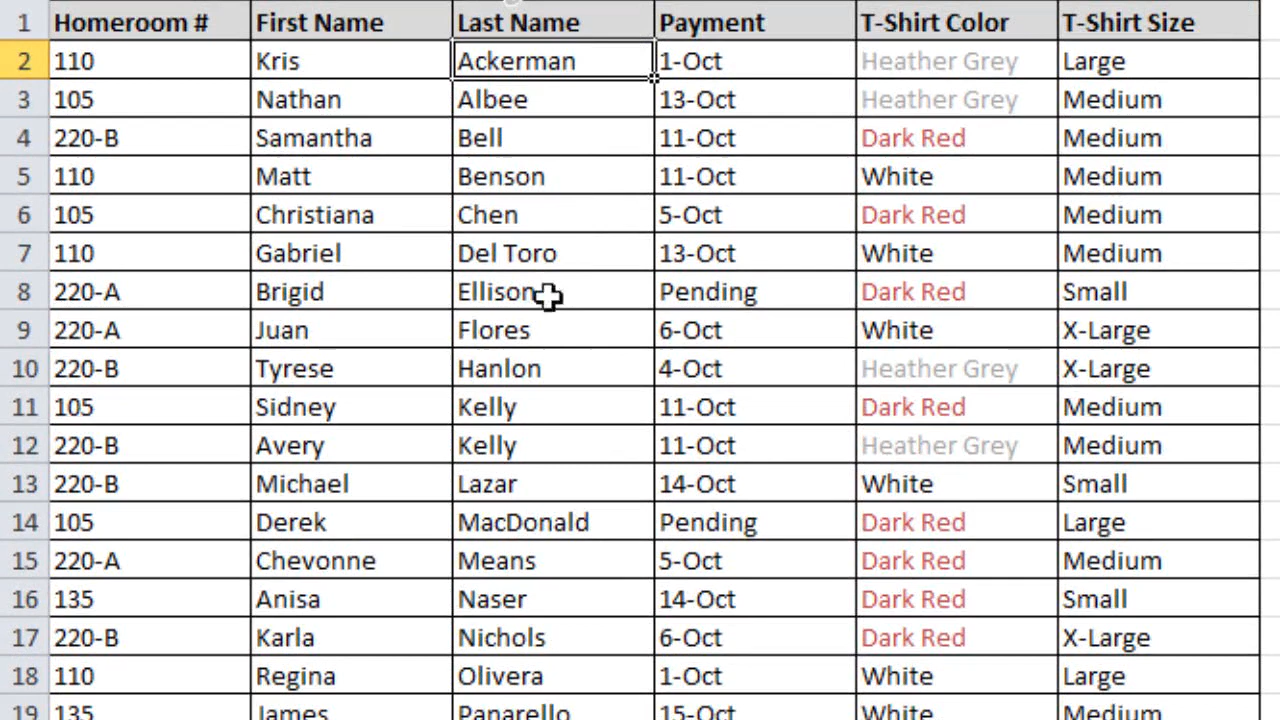 1 Homeroom # First Name Last Name Payment T-Shirt Color T-Shirt Size
2 110 Kris Ackerman 1-Oct Heather Grey Large
3 105 Nathan Albee 13-Oct Heather Grey Medium
4 220-B Samantha Bell 11-Oct Dark Red Medium
5 110 Matt Benson 11-Oct White Medium
6 105 Christiana Chen 5-Oct Dark Red Medium
7 110 Gabriel Del Toro 13-Oct White Medium
8 220-A Brigid Ellison Pending Dark Red Small
9 220-A Juan Flores 6-Oct White X-Large
10 220-B Tyrese Hanlon 4-Oct Heather Grey X-Large
11 105 Sidney Kelly 11-Oct Dark Red Medium
12 220-B Avery Kelly 11-Oct Heather Grey Medium
13 220-B Michael Lazar 14-Oct White Small
14 105 Derek MacDonald Pending Dark Red Large
15 220-A Chevonne Means 5-Oct Dark Red Medium
16 135 Anisa Naser 14-Oct Dark Red Small
17 220-B Karla Nichols 6-Oct Dark Red X-Large
18 110 Regina Olivera 1-Oct White Large
19 135 James Panarello 15-Oct White Medium